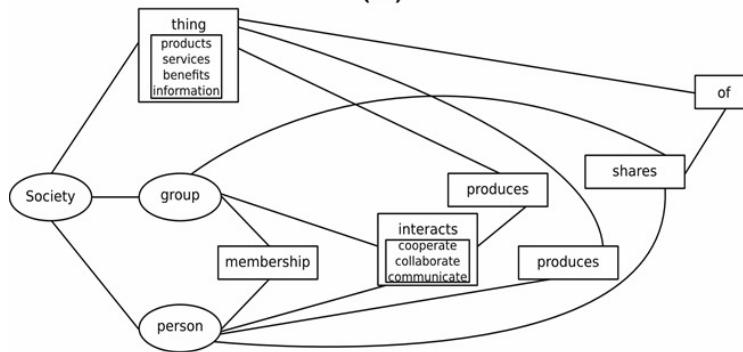 thing
products
services
benefits
information
of
shares
Society
group
produces
interacts
cooperate
collaborate
communicate
membership
produces
person